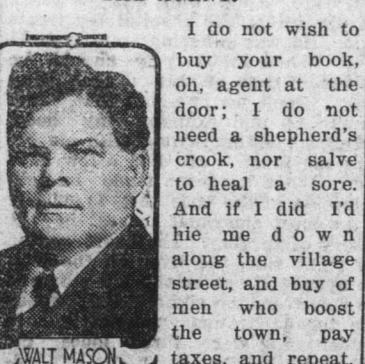 I do not wish to
buy your book,
oh, agent at the
door; I do not
need a shepherd's
crook, nor salve
to heal a sore.
And if I did I'd
hie me down
along the village
street, and buy of
men who boost
the town, pay
taxes, and repeat.
WALT MASON